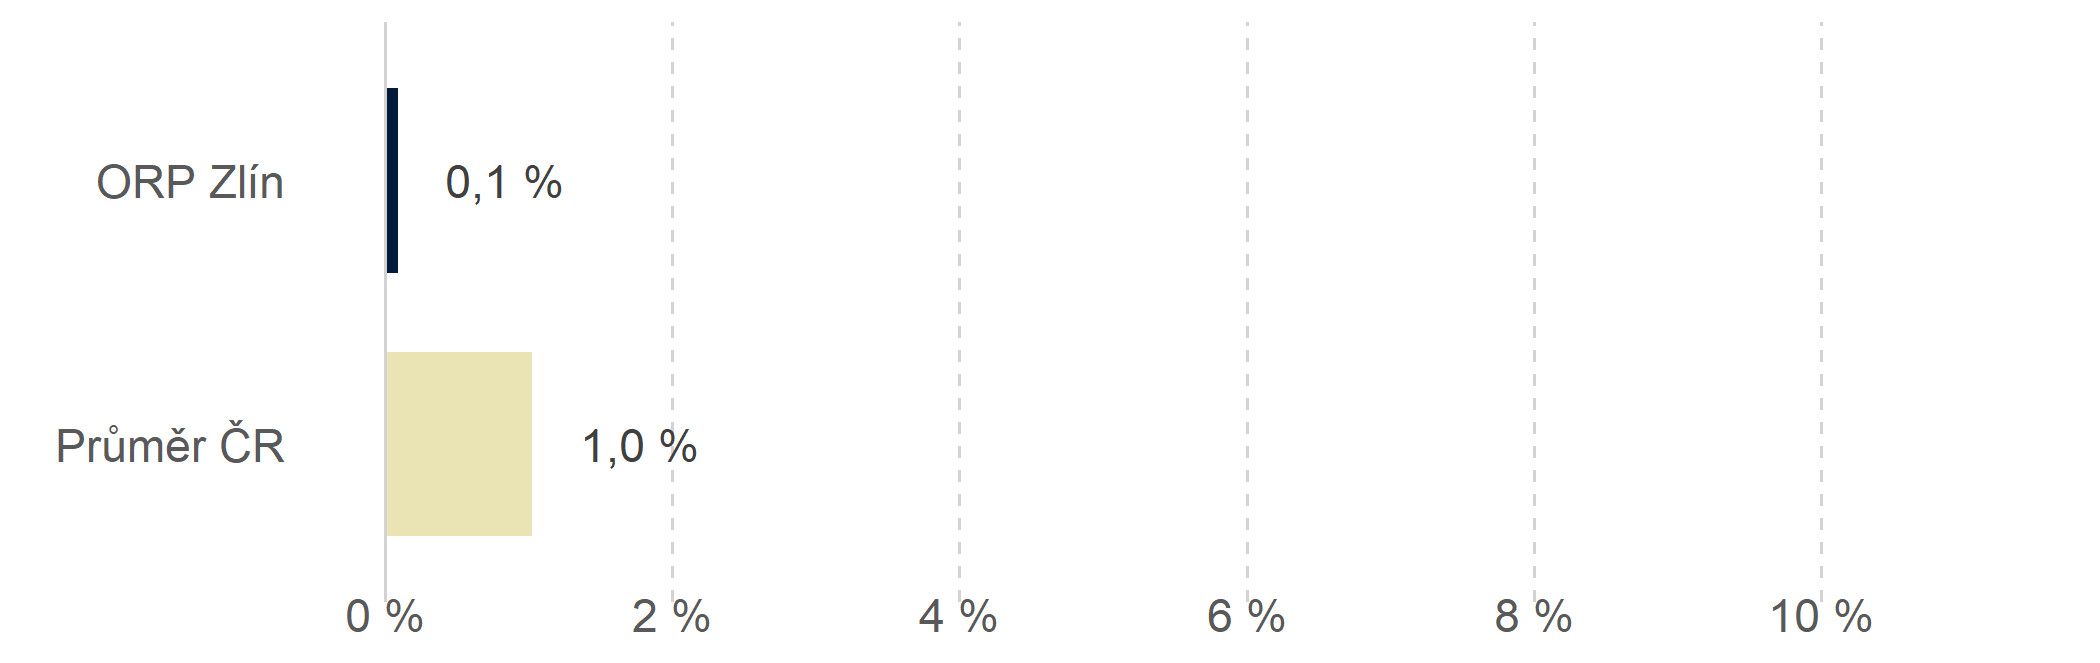 ORP Zlín 0,1 %
Průměr ČR 1,0 %
0 % 2 % 4 % 6 % 8 % 10 %